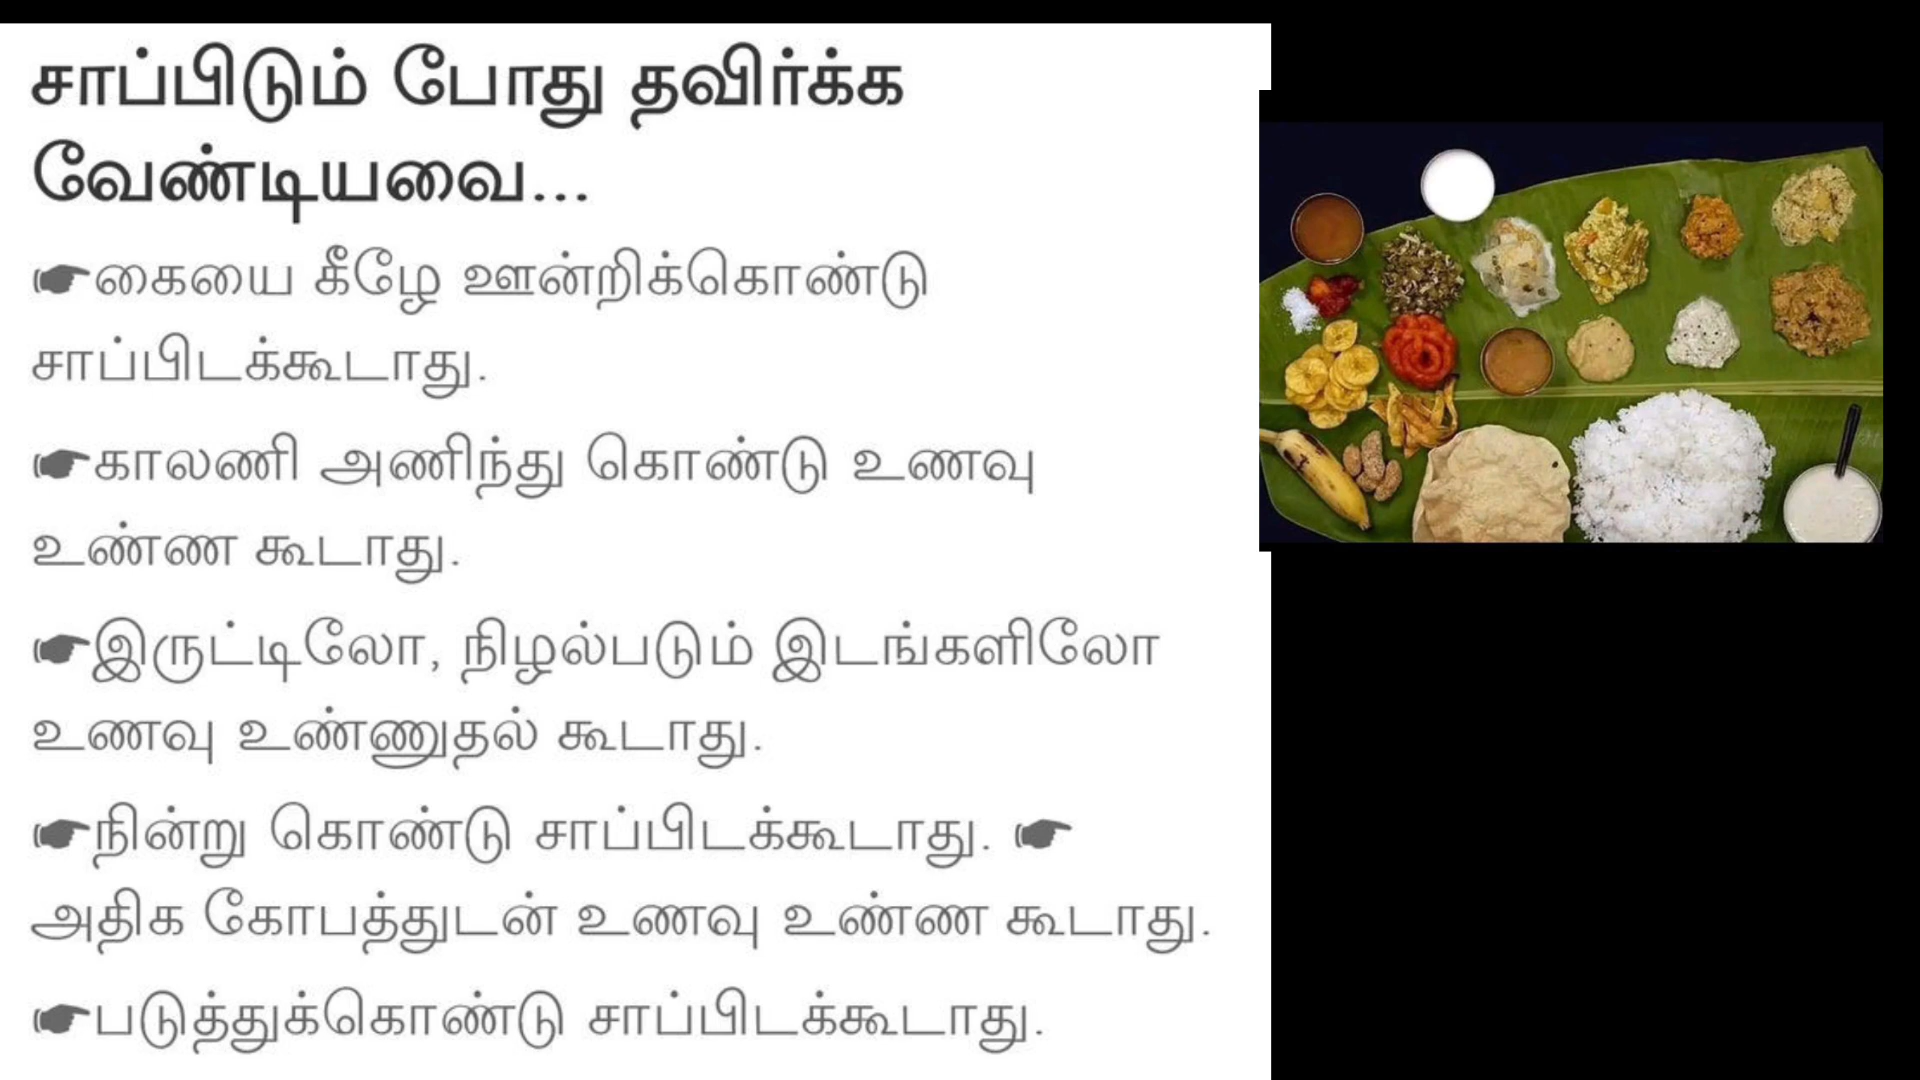 சாப்பிடும் போது தவிர்க்க
வேண்டியவை...
☛கையை கீழே ஊன்றிக்கொண்டு
சாப்பிடக்கூடாது.
☛காலணி அணிந்து கொண்டு உணவு
உண்ண கூடாது.
☛இருட்டிலோ, நிழல்படும் இடங்களிலோ
உணவு உண்ணுதல் கூடாது.
☛நின்று கொண்டு சாப்பிடக்கூடாது. ☛
அதிக கோபத்துடன் உணவு உண்ண கூடாது.
☛படுத்துக்கொண்டு சாப்பிடக்கூடாது.